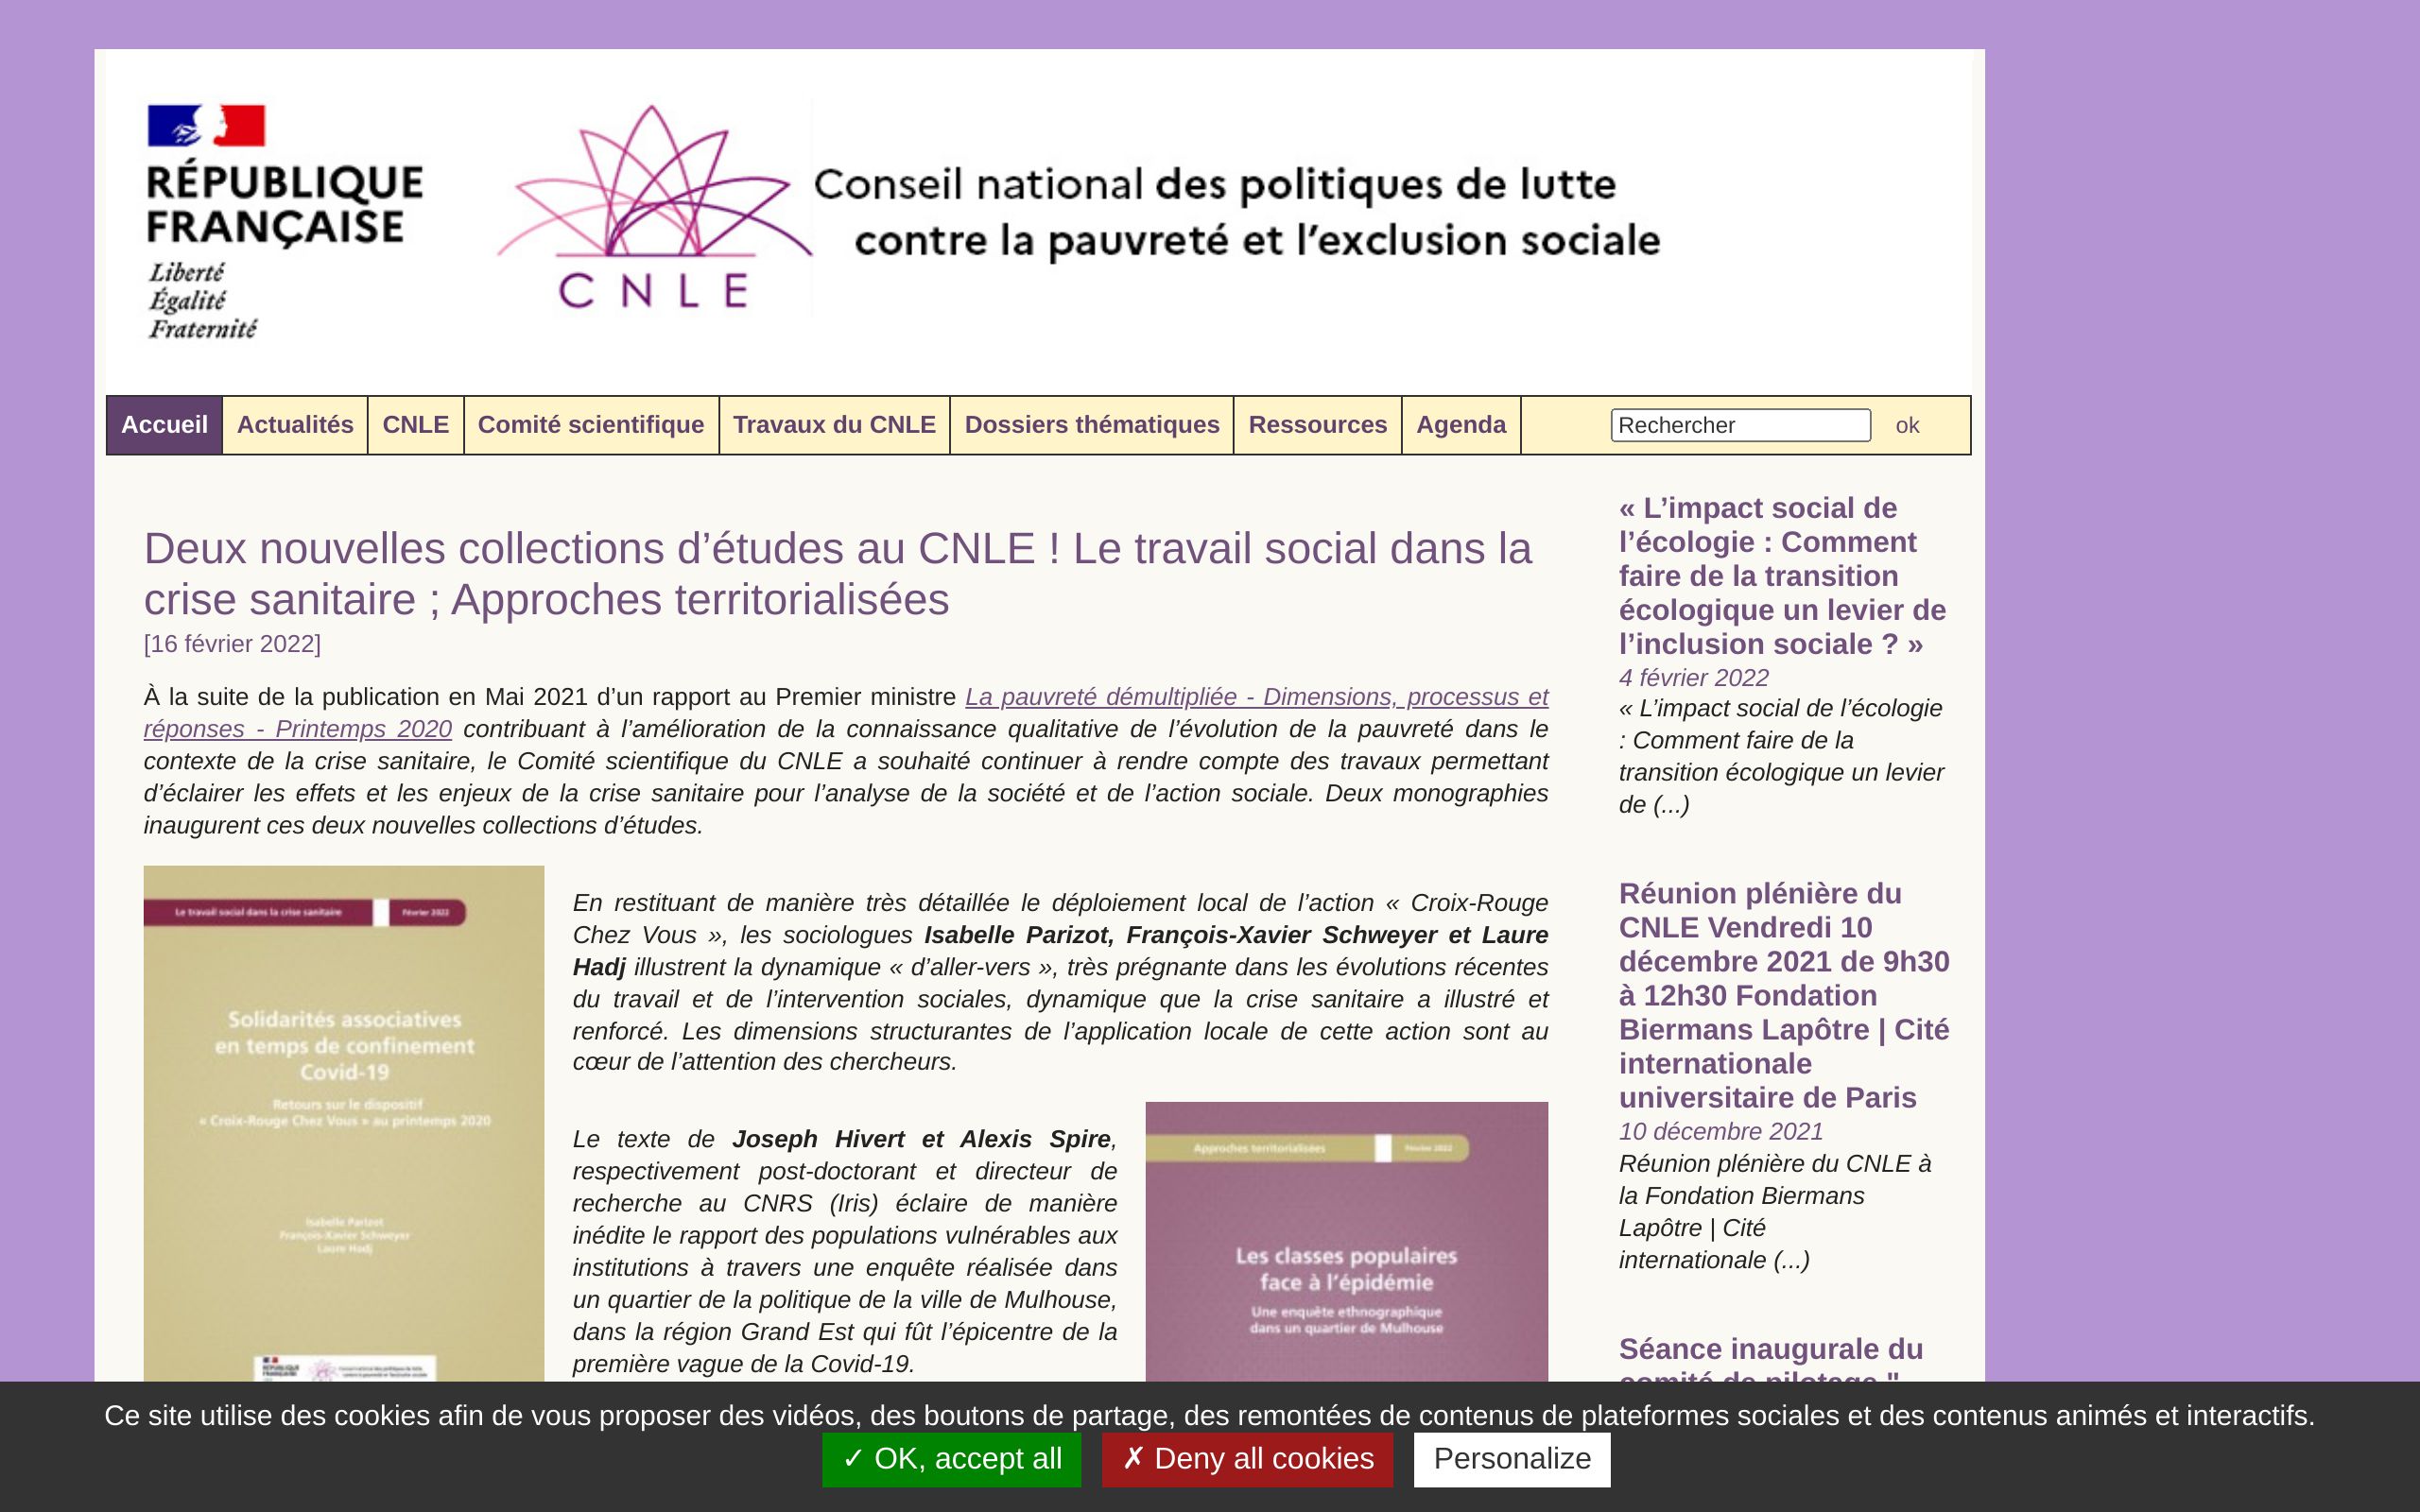 RÉPUBLIQUE
FRANÇAISE
Liberté
Égalité
Fraternité
CNLE
Conseil national des politiques de lutte
contre la pauvreté et l’exclusion sociale
Accueil Actualités CNLE Comité scientifique Travaux du CNLE Dossiers thématiques Ressources Agenda Rechercher ok
Deux nouvelles collections d’études au CNLE ! Le travail social dans la
crise sanitaire ; Approches territorialisées
[16 février 2022]
À la suite de la publication en Mai 2021 d’un rapport au Premier ministre La pauvreté démultipliée - Dimensions, processus et
réponses - Printemps 2020 contribuant à l’amélioration de la connaissance qualitative de l’évolution de la pauvreté dans le
contexte de la crise sanitaire, le Comité scientifique du CNLE a souhaité continuer à rendre compte des travaux permettant
d’éclairer les effets et les enjeux de la crise sanitaire pour l’analyse de la société et de l’action sociale. Deux monographies
inaugurent ces deux nouvelles collections d’études.
Le travail social dans la crise sanitaire Février 2022
Solidarités associatives
en temps de confinement
Covid-19
Retours sur le dispositif
« Croix-Rouge Chez Vous » au printemps 2020
Isabelle Parizot
François-Xavier Schweyer
Laure Hadj
En restituant de manière très détaillée le déploiement local de l’action « Croix-Rouge
Chez Vous », les sociologues Isabelle Parizot, François-Xavier Schweyer et Laure
Hadj illustrent la dynamique « d’aller-vers », très prégnante dans les évolutions récentes
du travail et de l’intervention sociales, dynamique que la crise sanitaire a illustré et
renforcé. Les dimensions structurantes de l’application locale de cette action sont au
cœur de l’attention des chercheurs.
Le texte de Joseph Hivert et Alexis Spire,
respectivement post-doctorant et directeur de
recherche au CNRS (Iris) éclaire de manière
inédite le rapport des populations vulnérables aux
institutions à travers une enquête réalisée dans
un quartier de la politique de la ville de Mulhouse,
dans la région Grand Est qui fût l’épicentre de la
première vague de la Covid-19.
Approches territorialisées Février 2022
Les classes populaires
face à l’épidémie
Une enquête ethnographique
dans un quartier de Mulhouse
« L’impact social de
l’écologie : Comment
faire de la transition
écologique un levier de
l’inclusion sociale ? »
4 février 2022
« L’impact social de l’écologie
: Comment faire de la
transition écologique un levier
de (...)
Réunion plénière du
CNLE Vendredi 10
décembre 2021 de 9h30
à 12h30 Fondation
Biermans Lapôtre | Cité
internationale
universitaire de Paris
10 décembre 2021
Réunion plénière du CNLE à
la Fondation Biermans
Lapôtre | Cité
internationale (...)
Séance inaugurale du
comité de pilotage "
Ce site utilise des cookies afin de vous proposer des vidéos, des boutons de partage, des remontées de contenus de plateformes sociales et des contenus animés et interactifs.
✓ OK, accept all ✗ Deny all cookies Personalize